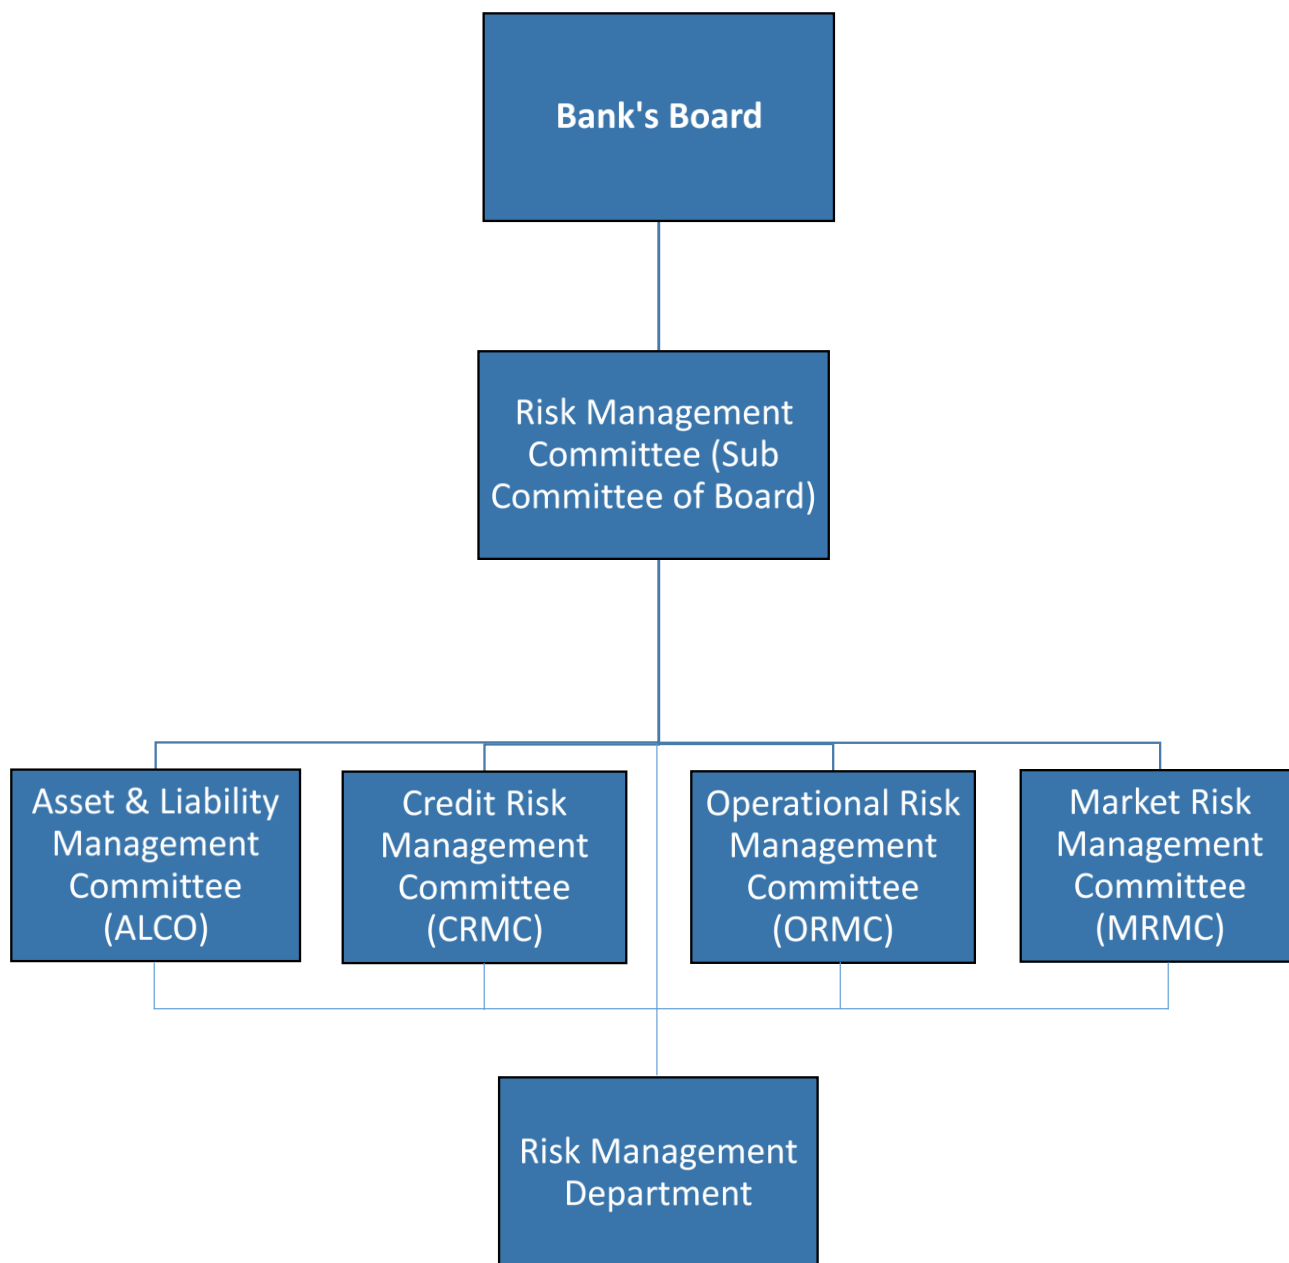 Bank's Board
Risk Management
Committee (Sub
Committee of Board)
Asset & Liability
Management
Committee
(ALCO)
Credit Risk
Management
Committee
(CRMC)
Operational Risk
Management
Committee
(ORMC)
Market Risk
Management
Committee
(MRMC)
Risk Management
Department